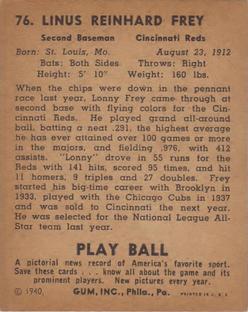 76. LINUS REINHARD FREY
Second Baseman Cincinnati Reds
Born: St. Louis, Mo. August 23, 1912
Bats: Both Sides Throws: Right
Height: 5' 10" Weight: 160 lbs.
When the chips were down in the pennant
race last year, Lonny Frey came through at
second base with flying colors for the Cin-
cinnati Reds. He played grand all-around
ball, batting a neat .291, the highest average
he has ever attained over 100 games or more
in the majors, and fielding .976, with 412
assists. "Lonny" drove in 55 runs for the
Reds with 141 hits, scored 95 times, and hit
11 homers, 9 triples and 27 doubles. Frey
started his big-time career with Brooklyn in
1933, played with the Chicago Cubs in 1937
and was sold to Cincinnati the next year.
He was selected for the National League All-
Star team last year.
PLAY BALL
A pictorial news record of America's favorite sport.
Save these cards . . . know all about the game and its
prominent players. New pictures every year.
© 1940, GUM, INC., Phila., Pa. PRINTED IN U. S. A.